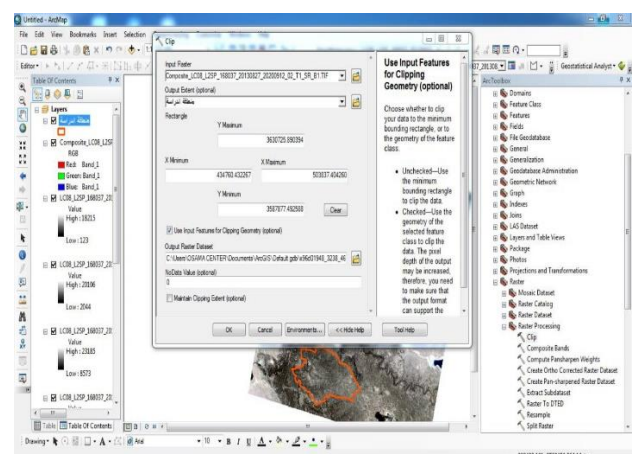 Untitled - ArcMap
File Edit View Bookmarks Insert Selection
Editor
Geostatistical Analyst
Table Of Contents
Layers
منطقة الدراسة
RGB
Red: Band_1
Green: Band_1
Blue: Band_1
Value
High : 18215
Low : 123
Value
High : 20196
Low : 2044
Value
High : 23185
Low : 8573
Table Of Contents
Drawing
Arial
10
B I U A
Clip
Input Raster
Composite_LC08_L2SP_168037_20130827_20200912_02_T1_SR_B1.TIF
Output Extent (optional)
منطقة الدراسة
Rectangle
Y Maximum
3630725.890394
X Minimum
X Maximum
434760.432267
503837.404260
Y Minimum
3567877.492588
Clear
Use Input Features for Clipping Geometry (optional)
Output Raster Dataset
NoData Value (optional)
0
Maintain Clipping Extent (optional)
OK
Cancel
Environments...
<< Hide Help
Tool Help
Use Input Features for Clipping Geometry (optional)
Choose whether to clip
your data to the minimum
bounding rectangle, or to
the geometry of the feature
class.
Unchecked—Use
the minimum
bounding rectangle
to clip the data.
Checked—Use the
geometry of the
selected feature
class to clip the
data. The pixel
depth of the output
may be increased,
therefore, you need
to make sure that
the output format
can support the
ArcToolbox
Domains
Feature Class
Features
Fields
File Geodatabase
General
Generalization
Geodatabase Administration
Geometric Network
Graph
Indexes
Joins
LAS Dataset
Layers and Table Views
Package
Photos
Projections and Transformations
Raster
Mosaic Dataset
Raster Catalog
Raster Dataset
Raster Processing
Clip
Composite Bands
Compute Pansharpen Weights
Create Ortho Corrected Raster Dataset
Create Pan-sharpened Raster Dataset
Extract Subdataset
Raster To DTED
Resample
Split Raster